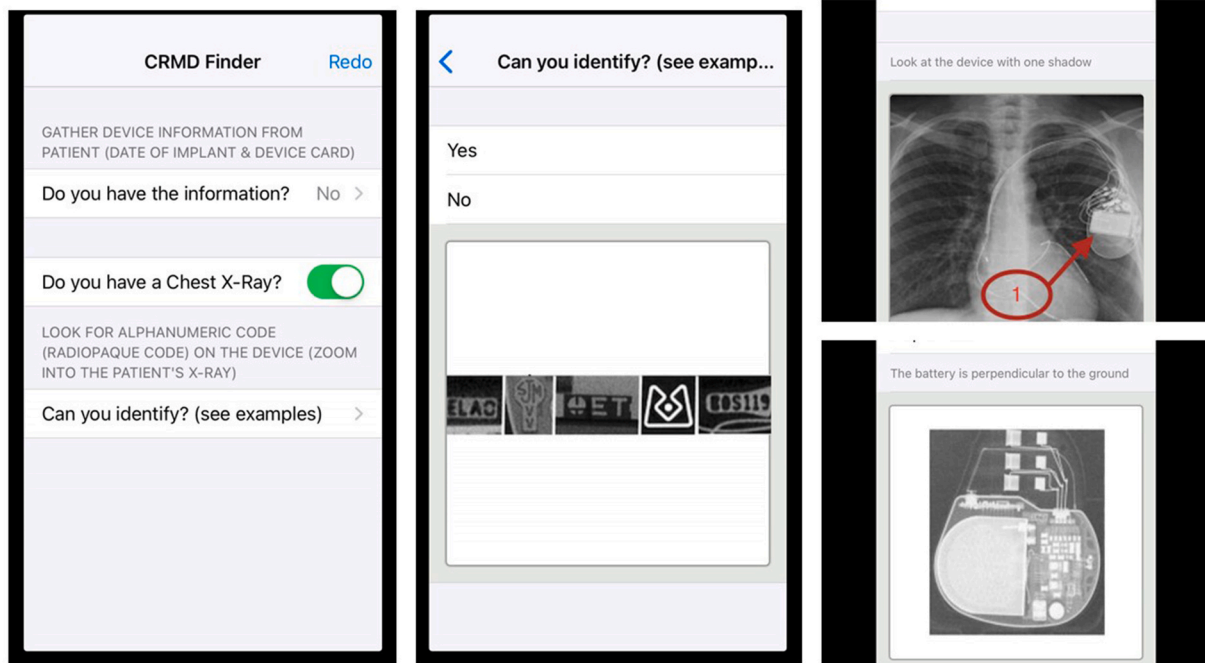 CRMD Finder
Redo
GATHER DEVICE INFORMATION FROM
PATIENT (DATE OF IMPLANT & DEVICE CARD)
Do you have the information?
No
Do you have a Chest X-Ray?
LOOK FOR ALPHANUMERIC CODE
(RADIOPAQUE CODE) ON THE DEVICE (ZOOM
INTO THE PATIENT'S X-RAY)
Can you identify? (see examples)
Can you identify? (see examp...
Yes
No
ELAO
SJM
VV
ET
BOS119
Look at the device with one shadow
1
The battery is perpendicular to the ground